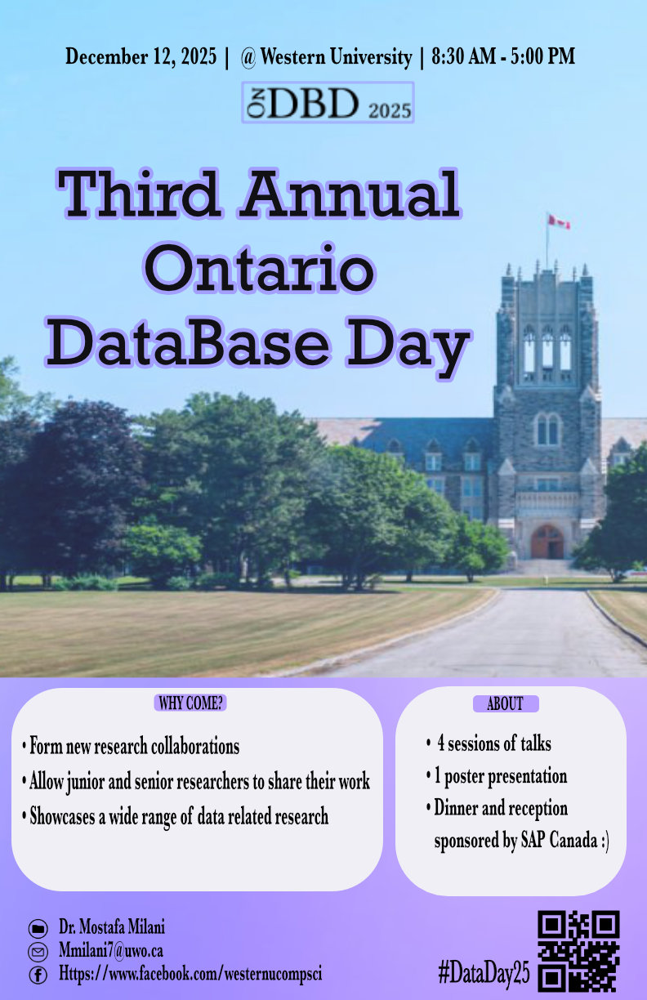 December 12, 2025 | @ Western University | 8:30 AM - 5:00 PM
ON DBD 2025
Third Annual
Ontario
DataBase Day
WHY COME?
• Form new research collaborations
• Allow junior and senior researchers to share their work
• Showcases a wide range of data related research
ABOUT
• 4 sessions of talks
• 1 poster presentation
• Dinner and reception
sponsored by SAP Canada :)
Dr. Mostafa Milani
Mmilani7@uwo.ca
Https://www.facebook.com/westernucompsci
#DataDay25